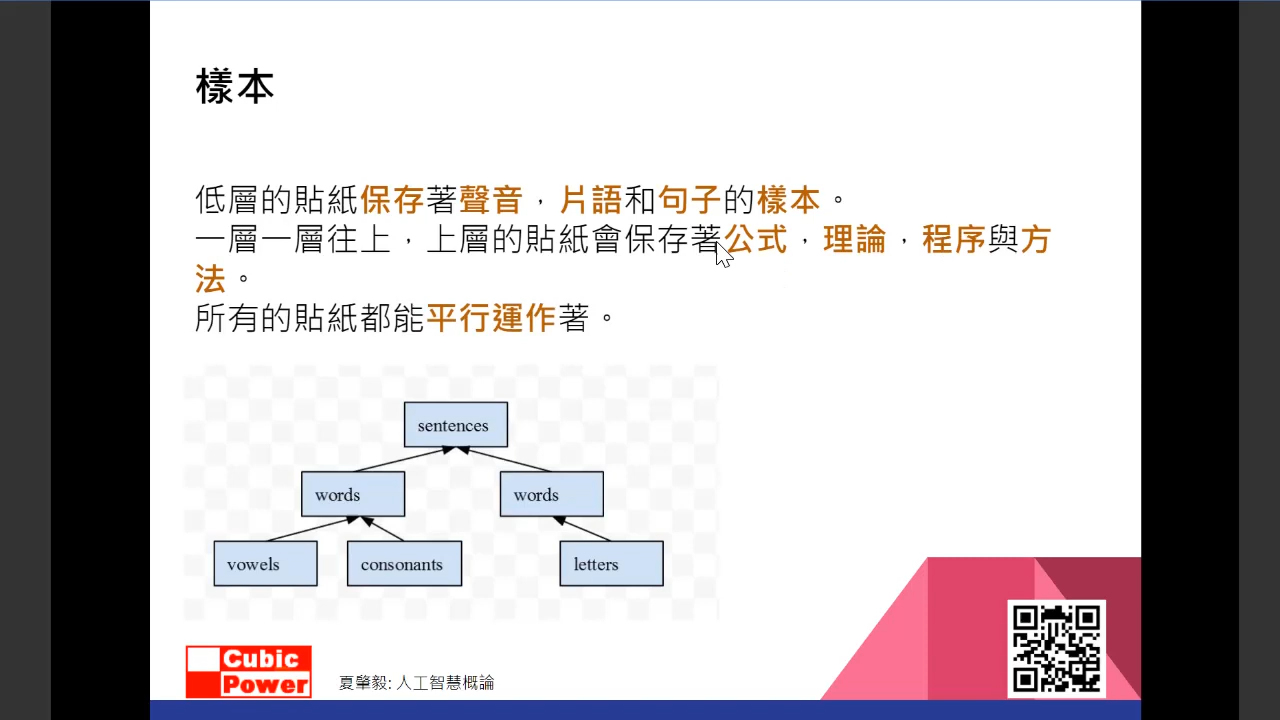 樣本
低層的貼紙保存著聲音，片語和句子的樣本。
一層一層往上，上層的貼紙會保存著公式，理論，程序與方
法。
所有的貼紙都能平行運作著。
sentences
words words
vowels consonants letters
Cubic
Power
夏肇毅: 人工智慧概論